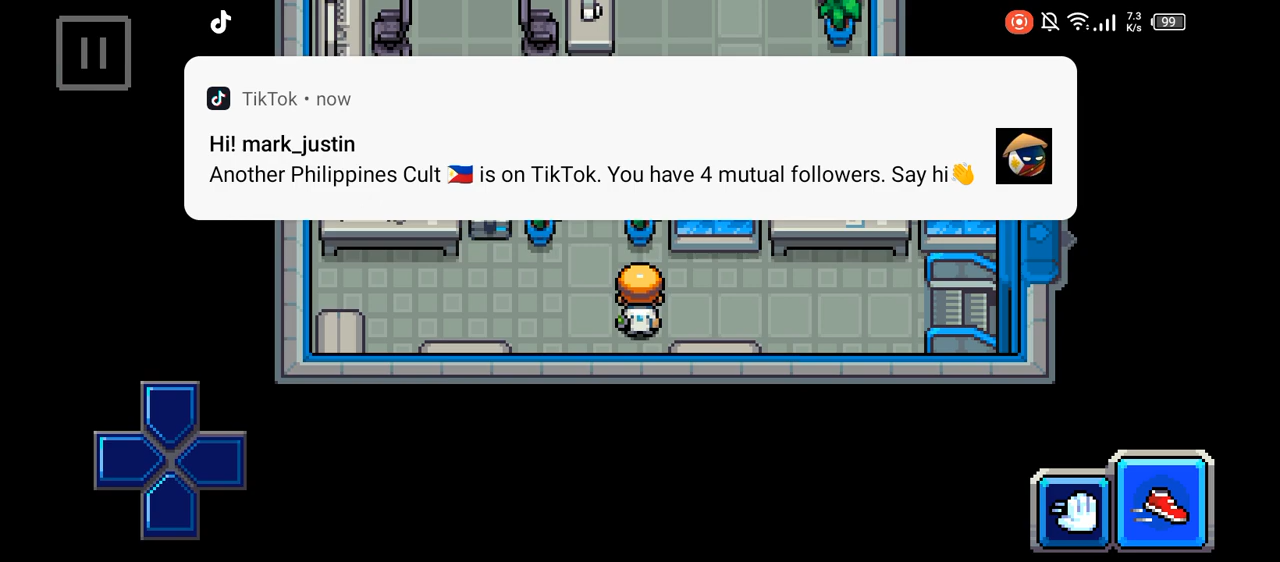 7.3
K/s
99
TikTok • now
Hi! mark_justin
Another Philippines Cult 🇵🇭 is on TikTok. You have 4 mutual followers. Say hi👋